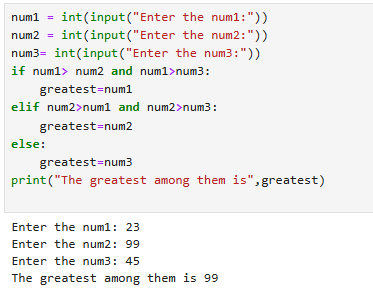 num1 = int(input("Enter the num1:"))
num2 = int(input("Enter the num2:"))
num3= int(input("Enter the num3:"))
if num1> num2 and num1>num3:
    greatest=num1
elif num2>num1 and num2>num3:
    greatest=num2
else:
    greatest=num3
print("The greatest among them is",greatest)
Enter the num1: 23
Enter the num2: 99
Enter the num3: 45
The greatest among them is 99